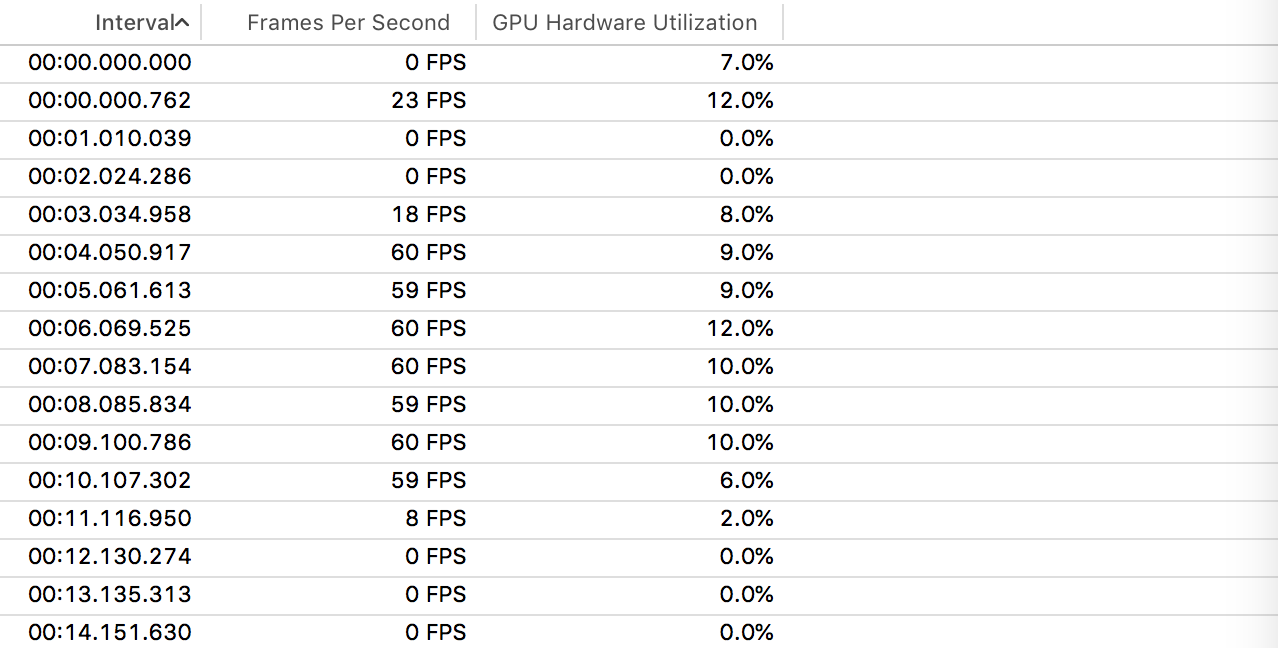 Interval Frames Per Second GPU Hardware Utilization
00:00.000.000 0 FPS 7.0%
00:00.000.762 23 FPS 12.0%
00:01.010.039 0 FPS 0.0%
00:02.024.286 0 FPS 0.0%
00:03.034.958 18 FPS 8.0%
00:04.050.917 60 FPS 9.0%
00:05.061.613 59 FPS 9.0%
00:06.069.525 60 FPS 12.0%
00:07.083.154 60 FPS 10.0%
00:08.085.834 59 FPS 10.0%
00:09.100.786 60 FPS 10.0%
00:10.107.302 59 FPS 6.0%
00:11.116.950 8 FPS 2.0%
00:12.130.274 0 FPS 0.0%
00:13.135.313 0 FPS 0.0%
00:14.151.630 0 FPS 0.0%